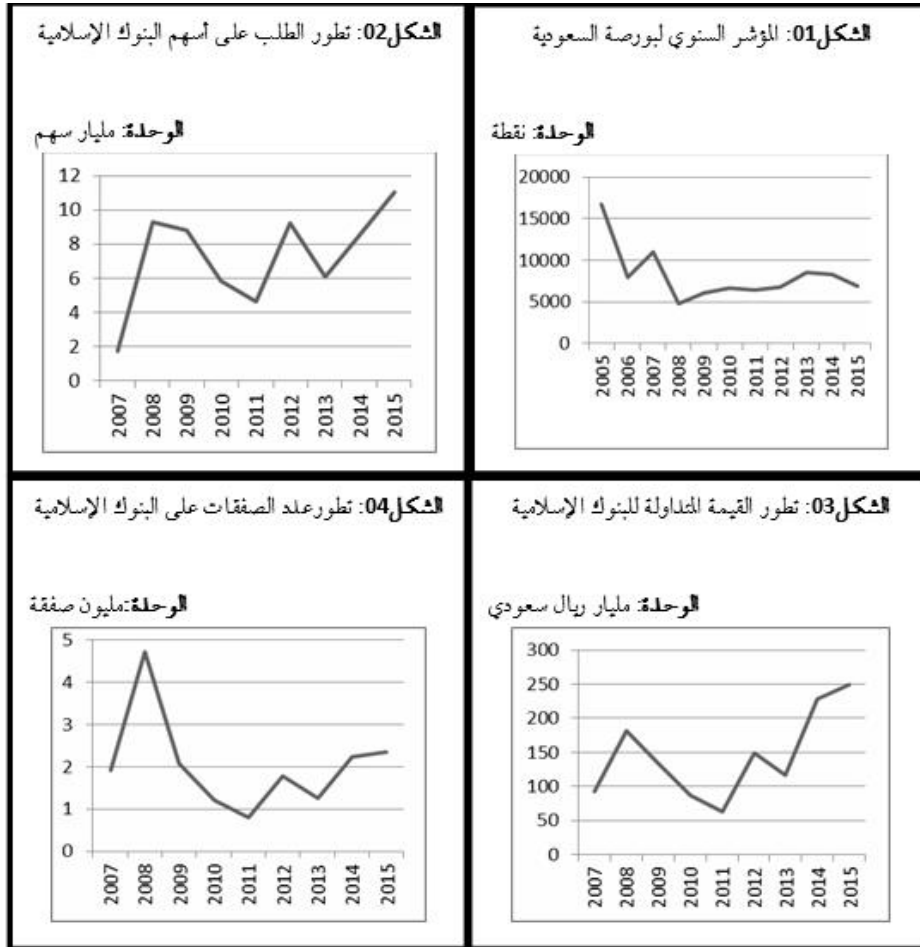 الشكل01: المؤشر السنوي لبورصة السعودية
الوحدة: نقطة
20000
15000
10000
5000
0
2005 2006 2007 2008 2009 2010 2011 2012 2013 2014 2015
الشكل02: تطور الطلب على أسهم البنوك الإسلامية
الوحدة: مليار سهم
12
10
8
6
4
2
0
2007 2008 2009 2010 2011 2012 2013 2014 2015
الشكل03: تطور القيمة المتداولة للبنوك الإسلامية
الوحدة: مليار ريال سعودي
300
250
200
150
100
50
0
2007 2008 2009 2010 2011 2012 2013 2014 2015
الشكل04: تطورعدد الصفقات على البنوك الإسلامية
الوحدة:مليون صفقة
5
4
3
2
1
0
2007 2008 2009 2010 2011 2012 2013 2014 2015